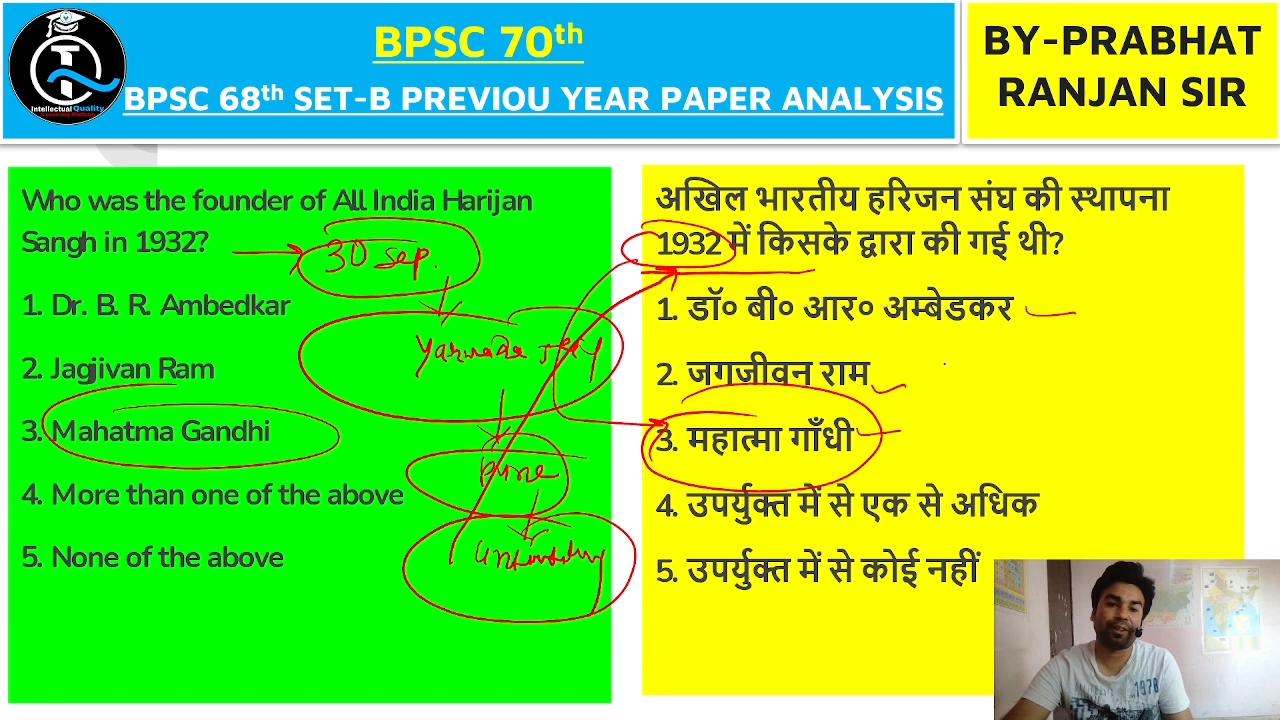 BPSC 70th
BPSC 68th SET-B PREVIOU YEAR PAPER ANALYSIS
BY-PRABHAT
RANJAN SIR
Intellectual Quality
Who was the founder of All India Harijan
Sangh in 1932?
30 sep.
1. Dr. B. R. Ambedkar
2. Jagjivan Ram
3. Mahatma Gandhi
4. More than one of the above
5. None of the above
pune
अखिल भारतीय हरिजन संघ की स्थापना
1932 में किसके द्वारा की गई थी?
1. डॉ० बी० आर० अम्बेडकर
2. जगजीवन राम
3. महात्मा गाँधी
4. उपर्युक्त में से एक से अधिक
5. उपर्युक्त में से कोई नहीं
1978